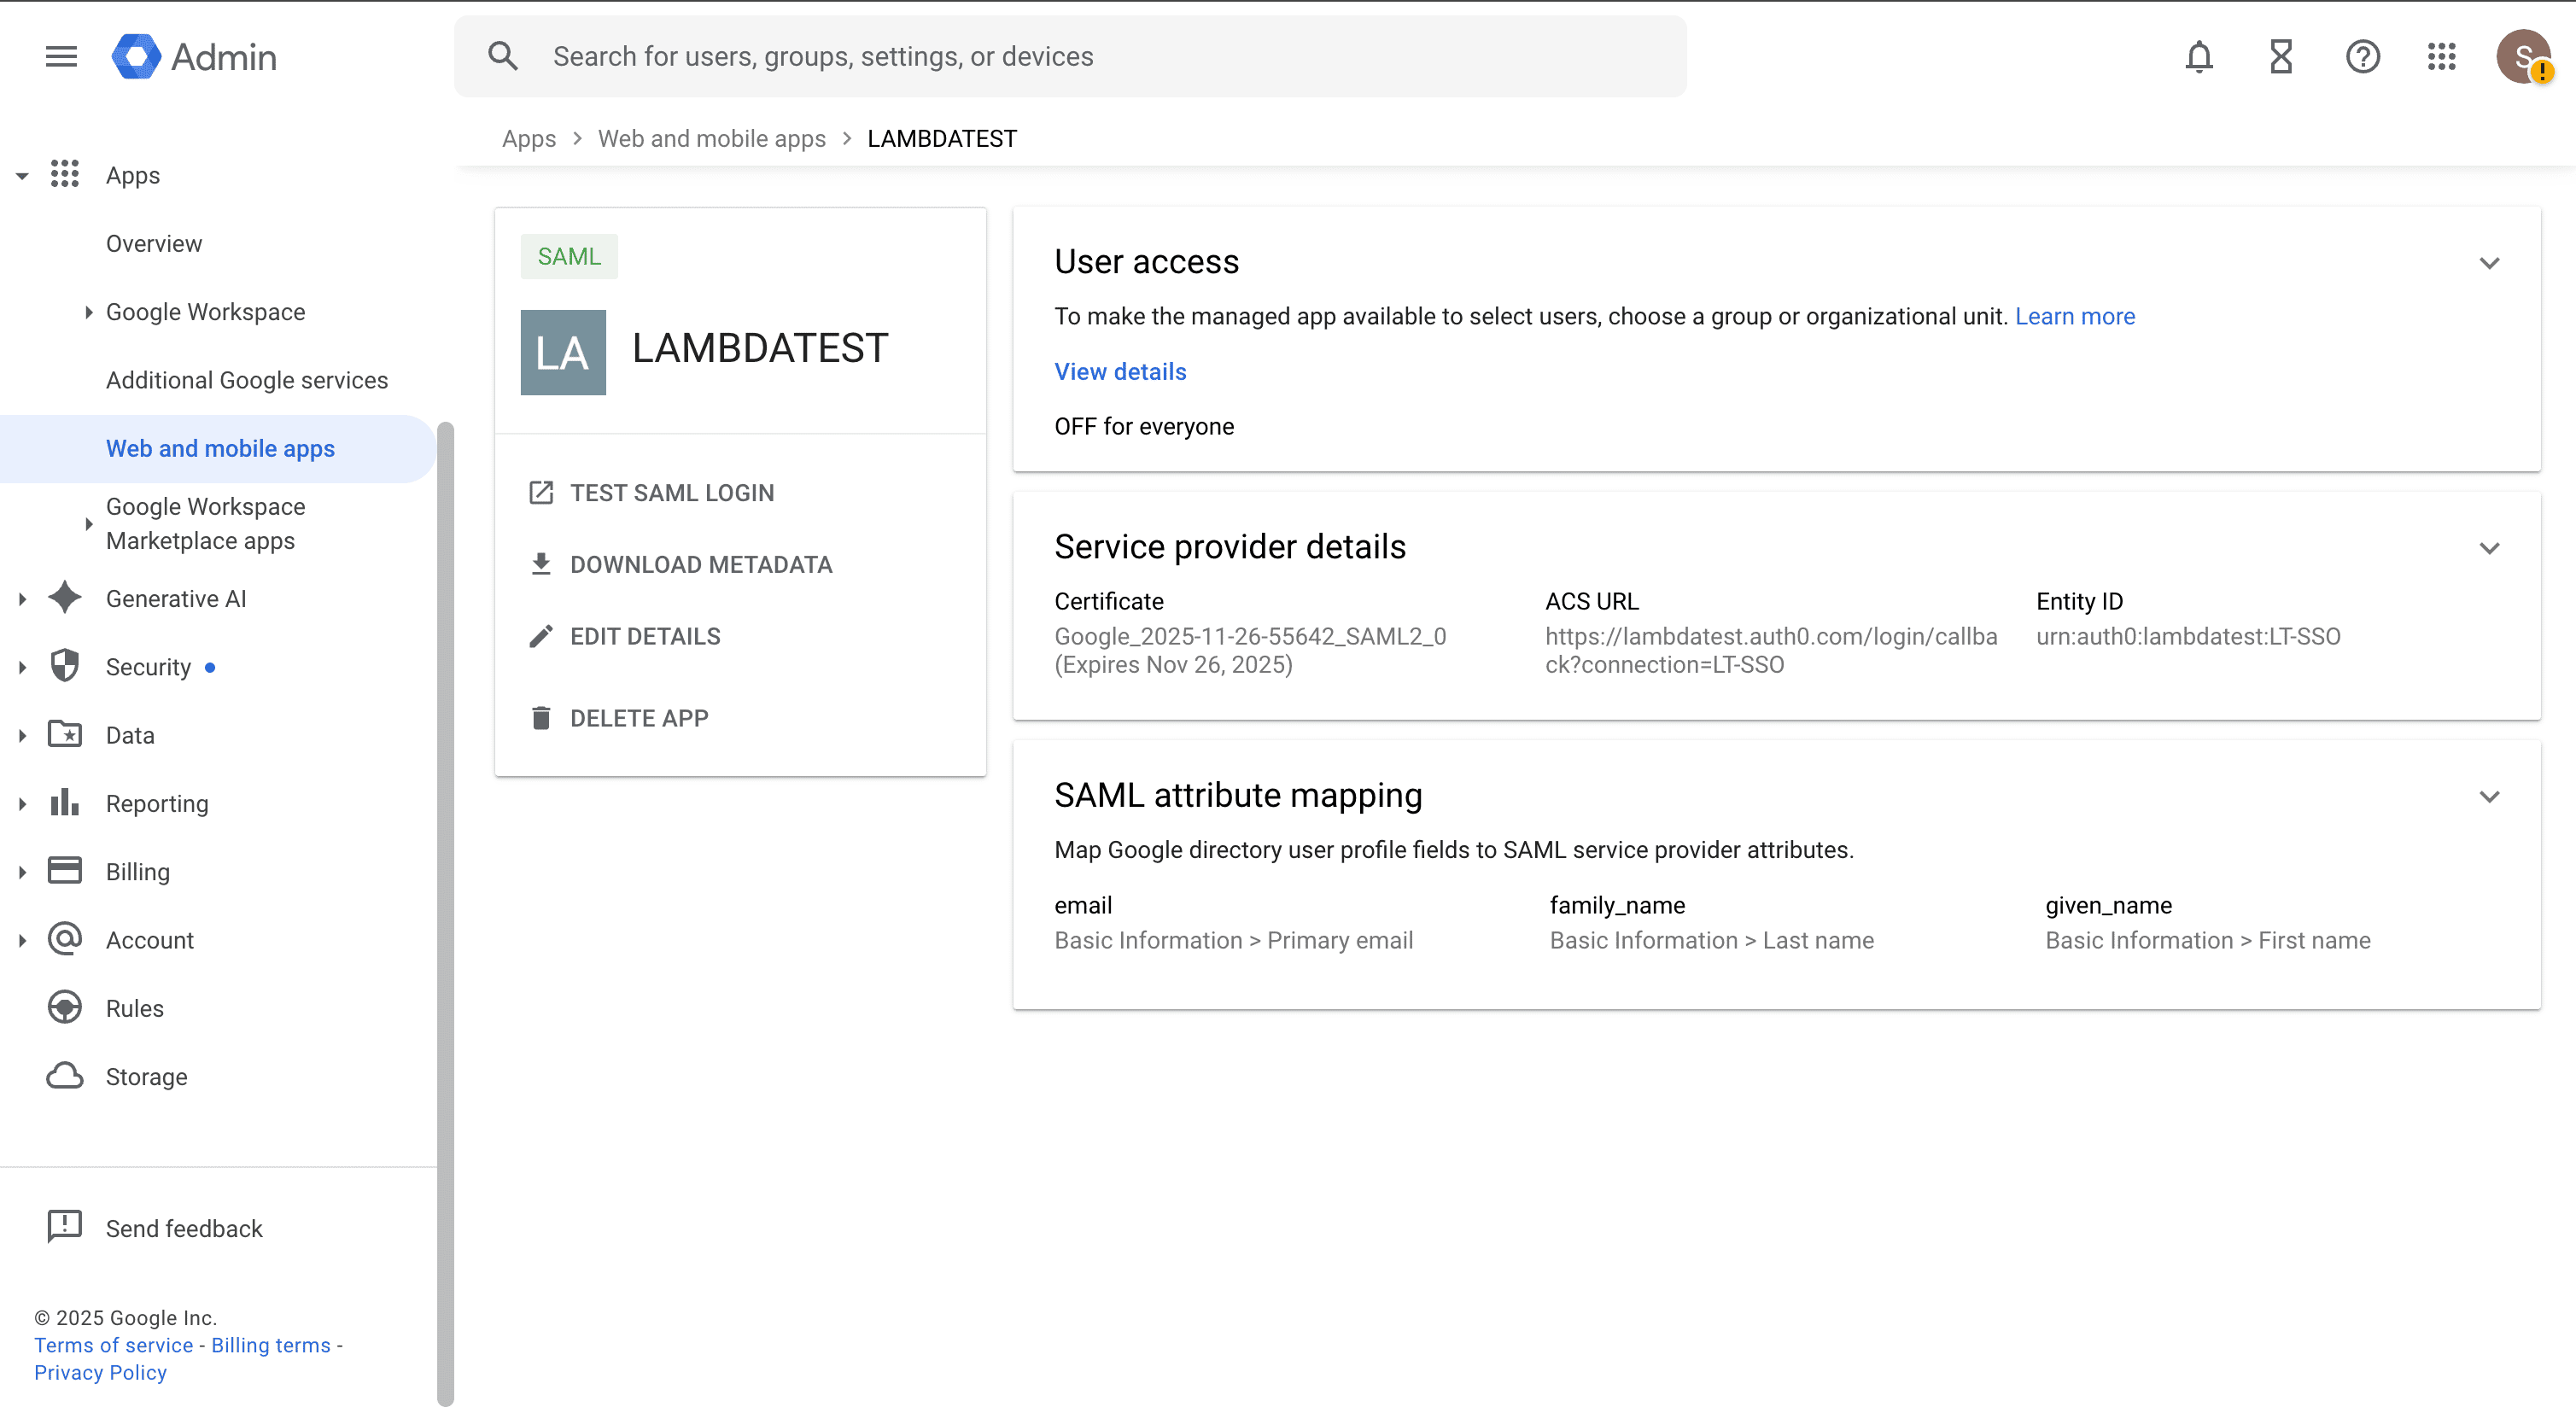 Admin
Search for users, groups, settings, or devices
S
Apps > Web and mobile apps > LAMBDATEST
Apps
Overview
Google Workspace
Additional Google services
Web and mobile apps
Google Workspace
Marketplace apps
Generative AI
Security
Data
Reporting
Billing
Account
Rules
Storage
Send feedback
© 2025 Google Inc.
Terms of service - Billing terms -
Privacy Policy
SAML
LA
LAMBDATEST
TEST SAML LOGIN
DOWNLOAD METADATA
EDIT DETAILS
DELETE APP
User access
To make the managed app available to select users, choose a group or organizational unit. Learn more
View details
OFF for everyone
Service provider details
Certificate
Google_2025-11-26-55642_SAML2_0
(Expires Nov 26, 2025)
ACS URL
https://lambdatest.auth0.com/login/callba
ck?connection=LT-SSO
Entity ID
urn:auth0:lambdatest:LT-SSO
SAML attribute mapping
Map Google directory user profile fields to SAML service provider attributes.
email
Basic Information > Primary email
family_name
Basic Information > Last name
given_name
Basic Information > First name